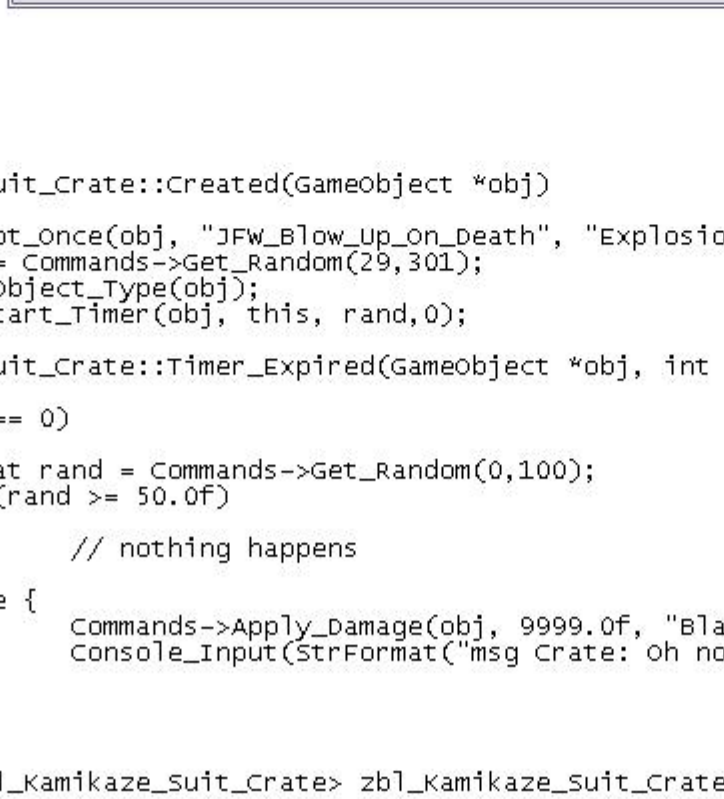 uit_Crate::Created(GameObject *obj)
pt_Once(obj, "JFW_Blow_Up_On_Death", "Explosio
= Commands->Get_Random(29,301);
Object_Type(obj);
tart_Timer(obj, this, rand,0);
uit_Crate::Timer_Expired(GameObject *obj, int
== 0)
at rand = Commands->Get_Random(0,100);
(rand >= 50.0f)
// nothing happens
e {
Commands->Apply_Damage(obj, 9999.0f, "Bla
Console_Input(StrFormat("msg Crate: Oh no
l_Kamikaze_Suit_Crate> zbl_Kamikaze_Suit_Crate